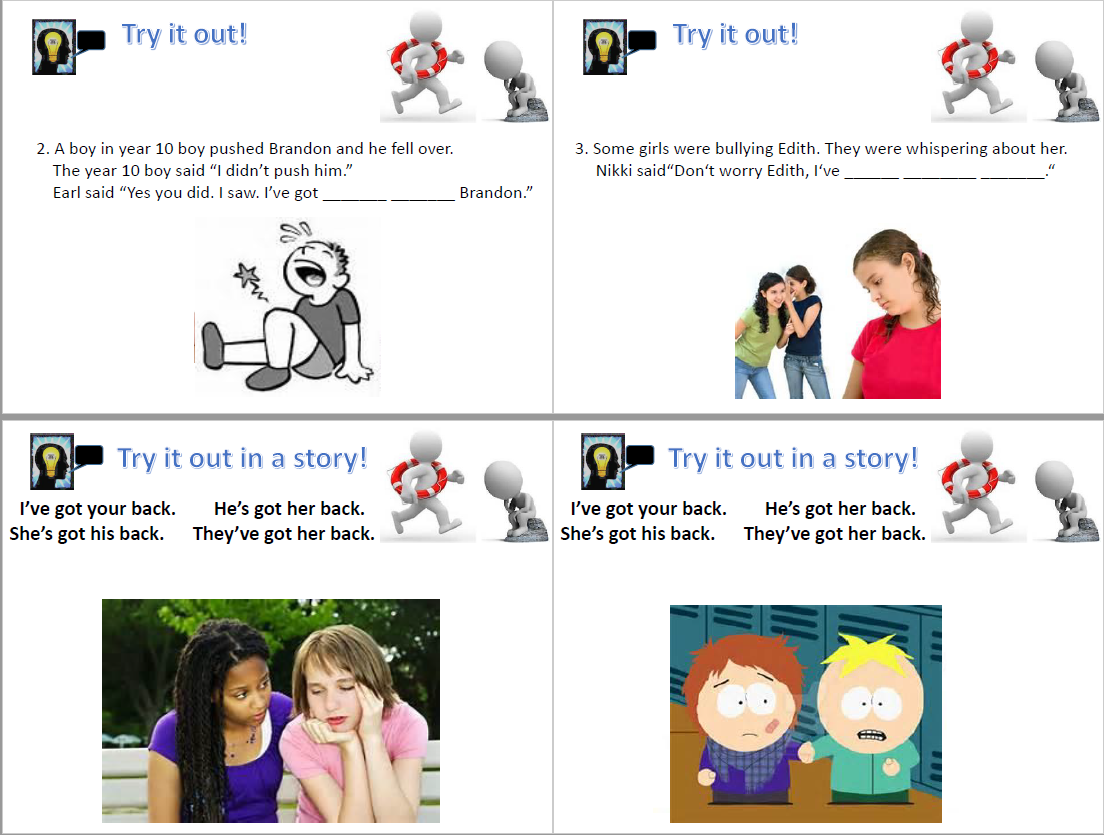 Try it out!
2. A boy in year 10 boy pushed Brandon and he fell over.
The year 10 boy said “I didn’t push him.”
Earl said “Yes you did. I saw. I’ve got _______ _______ Brandon.”
Try it out!
3. Some girls were bullying Edith. They were whispering about her.
Nikki said“Don‘t worry Edith, I‘ve ______ ________ _______.“
Try it out in a story!
I’ve got your back. He’s got her back.
She’s got his back. They’ve got her back.
Try it out in a story!
I’ve got your back. He’s got her back.
She’s got his back. They’ve got her back.